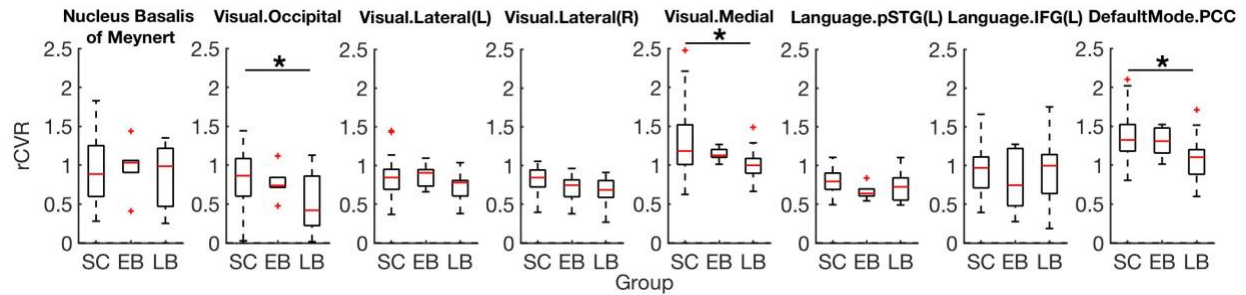 Nucleus Basalis
of Meynert
Visual.Occipital
Visual.Lateral(L)
Visual.Lateral(R)
Visual.Medial
Language.pSTG(L)
Language.IFG(L)
DefaultMode.PCC
rCVR
2.5
2
1.5
1
0.5
0
SC EB LB
2.5
2
1.5
1
0.5
0
*
SC EB LB
2.5
2
1.5
1
0.5
0
SC EB LB
2.5
2
1.5
1
0.5
0
SC EB LB
2.5
2
1.5
1
0.5
0
*
SC EB LB
2.5
2
1.5
1
0.5
0
SC EB LB
2.5
2
1.5
1
0.5
0
SC EB LB
2.5
2
1.5
1
0.5
0
*
SC EB LB
Group